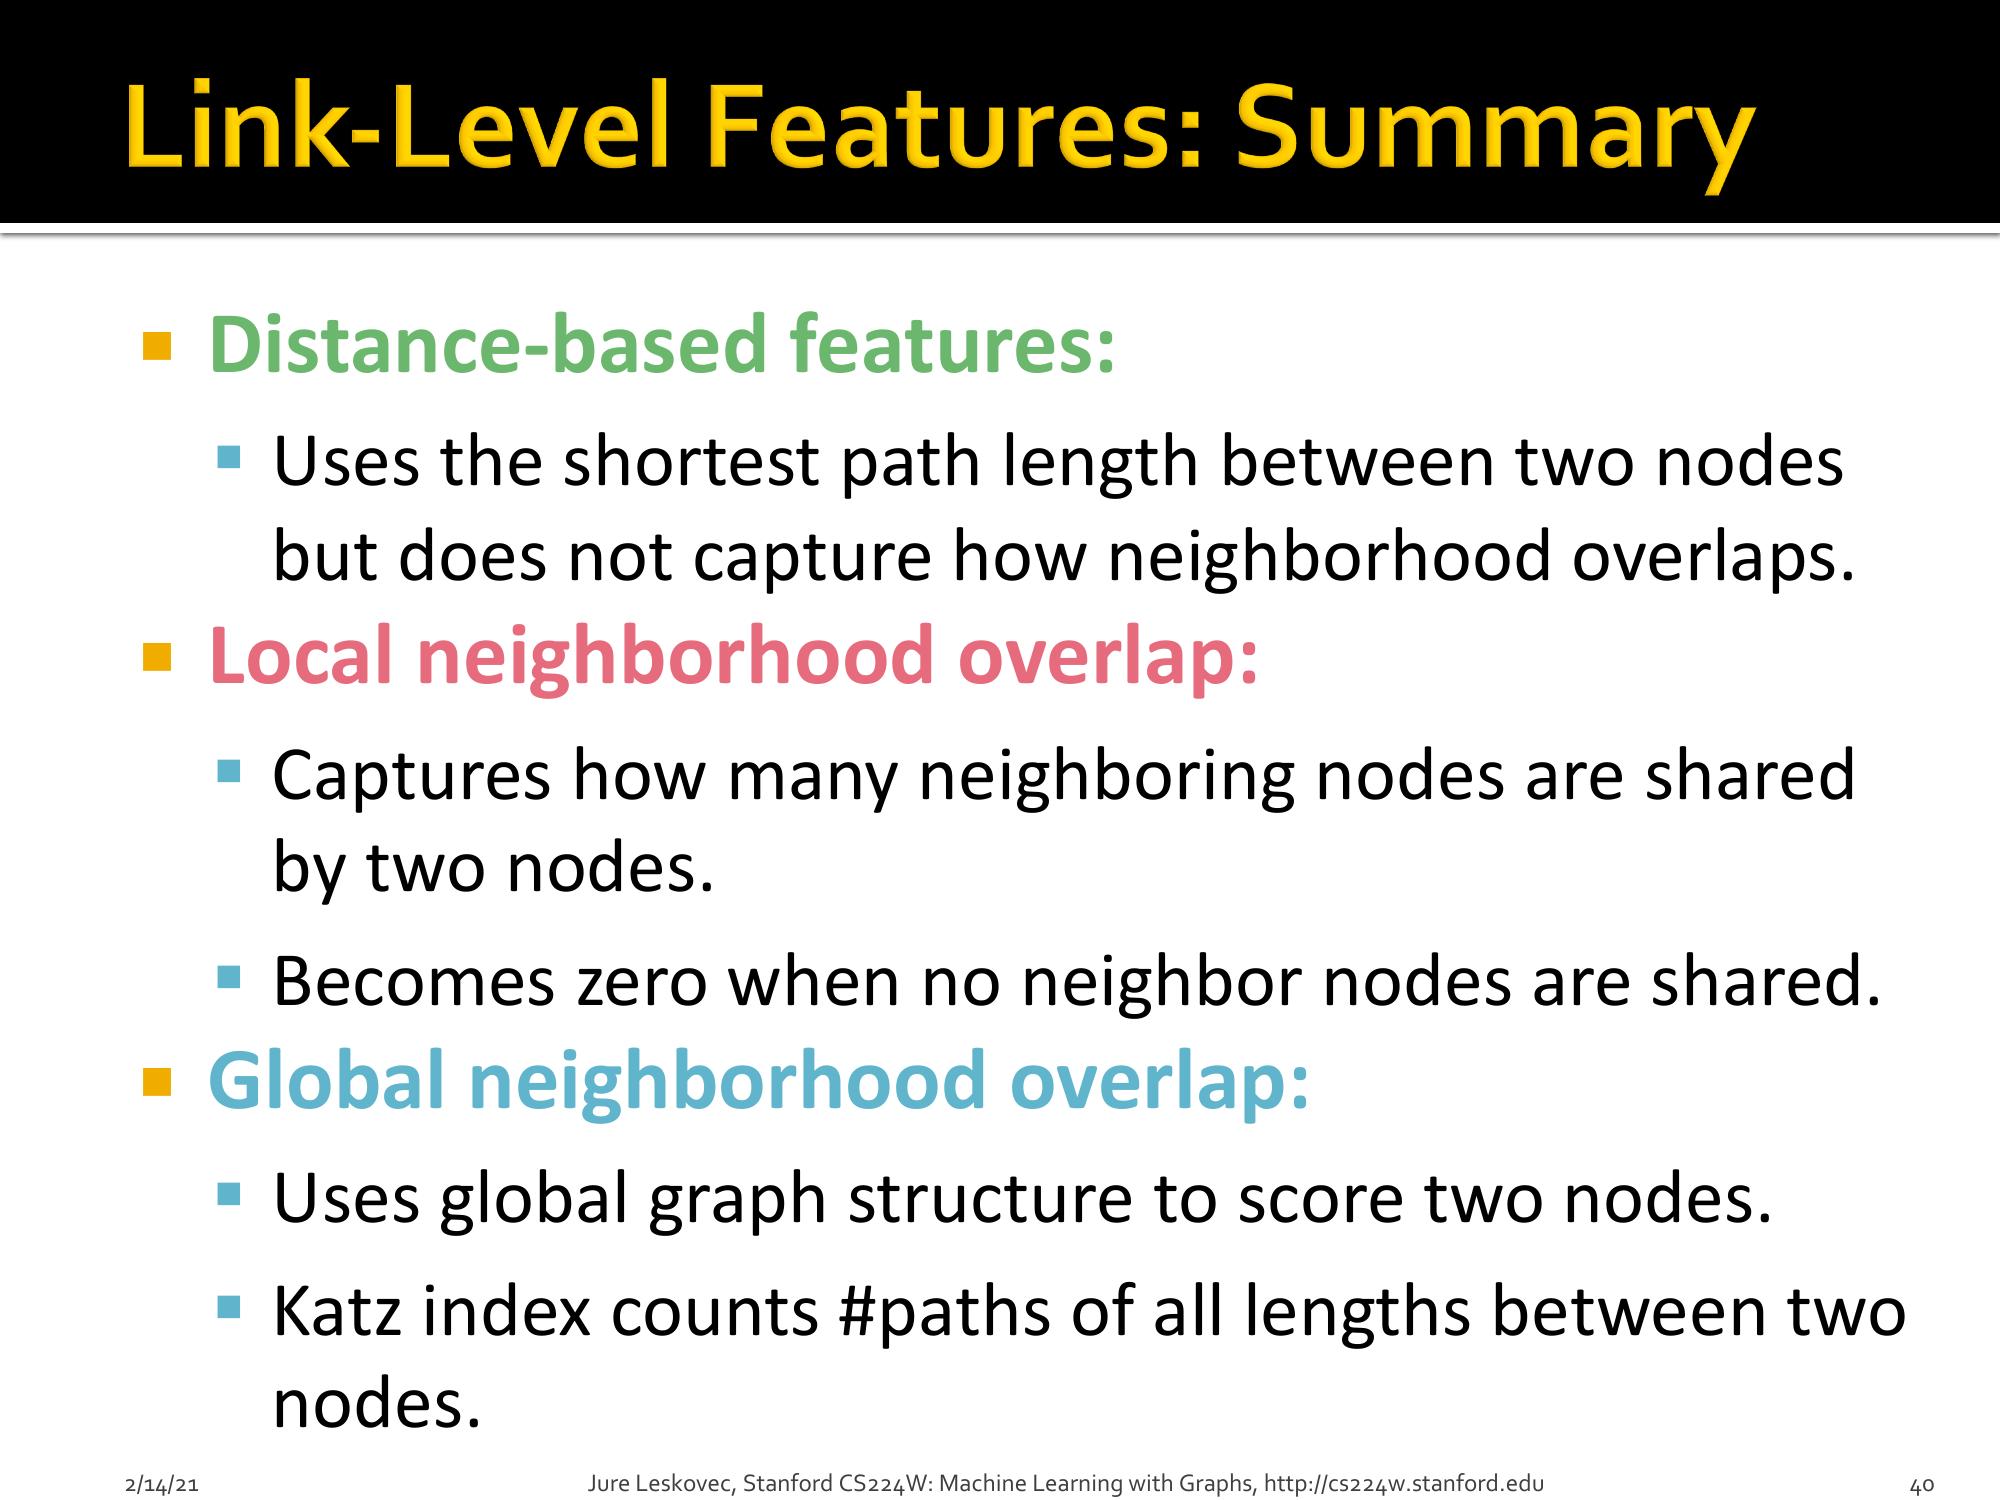 Link-Level Features: Summary
Distance-based features:
Uses the shortest path length between two nodes
but does not capture how neighborhood overlaps.
Local neighborhood overlap:
Captures how many neighboring nodes are shared
by two nodes.
Becomes zero when no neighbor nodes are shared.
Global neighborhood overlap:
Uses global graph structure to score two nodes.
Katz index counts #paths of all lengths between two
nodes.
2/14/21
Jure Leskovec, Stanford CS224W: Machine Learning with Graphs, http://cs224w.stanford.edu
40